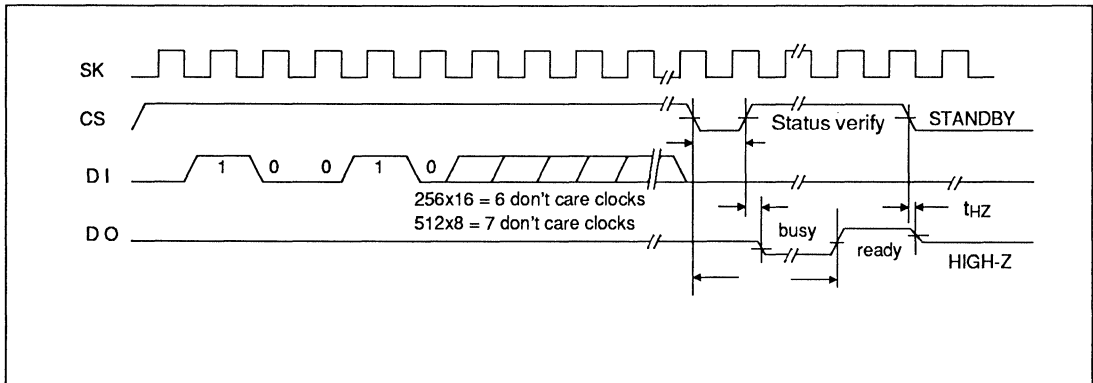 SK
CS
Status verify
STANDBY
DI
1 0 0 1 0
256x16 = 6 don't care clocks
512x8 = 7 don't care clocks
tHZ
DO
busy
ready
HIGH-Z